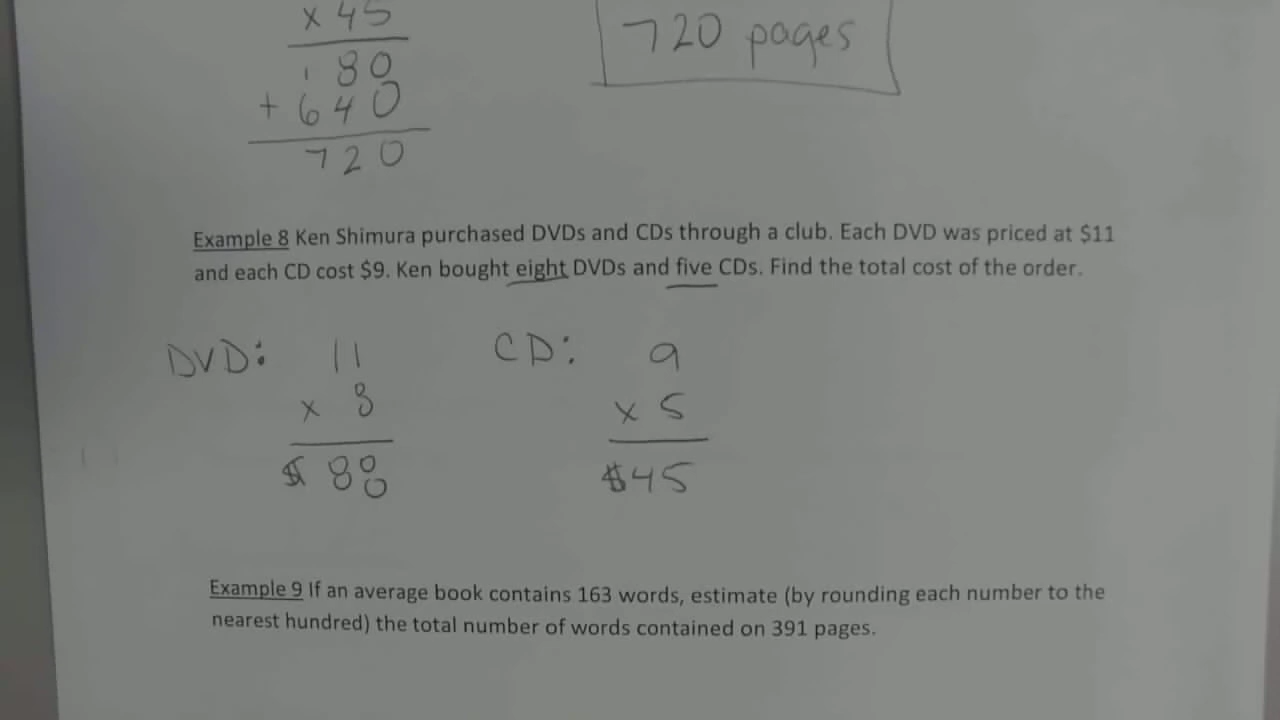 x 45
1 80
+ 640
720
720 pages
Example 8 Ken Shimura purchased DVDs and CDs through a club. Each DVD was priced at $11
and each CD cost $9. Ken bought eight DVDs and five CDs. Find the total cost of the order.
DVD: 11
x 8
$ 88
CD: 9
x 5
$45
Example 9 If an average book contains 163 words, estimate (by rounding each number to the
nearest hundred) the total number of words contained on 391 pages.